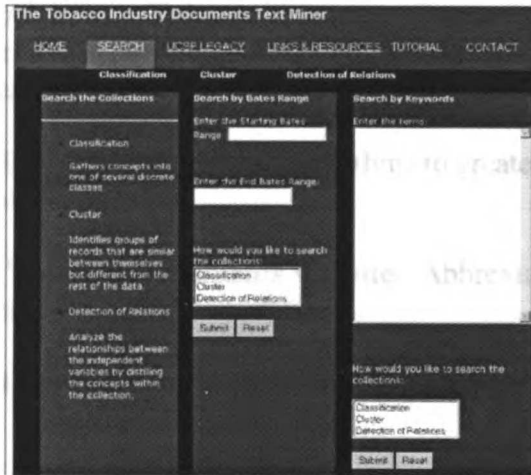 The Tobacco Industry Documents Text Miner
HOME SEARCH UCSF LEGACY LINKS & RESOURCES TUTORIAL CONTACT
Classification Cluster Detection of Relations
Search the Collections
Classification
Gathers concepts into
one of several discrete
classes
Cluster
Identifies groups of
records that are similar
between themselves
but different from the
rest of the data.
Detection of Relations
Analyze the
relationships between
the independent
variables by distilling
the concepts within
the collection.
Search by Bates Range
Enter the Starting Bates
Range
Enter the End Bates Range:
How would you like to search
the collections:
Classification
Cluster
Detection of Relations
Submit Reset
Search by Keywords
Enter the terms:
to greate
Abbre
How would you like to search the
collections:
Classification
Cluster
Detection of Relations
Submit Reset